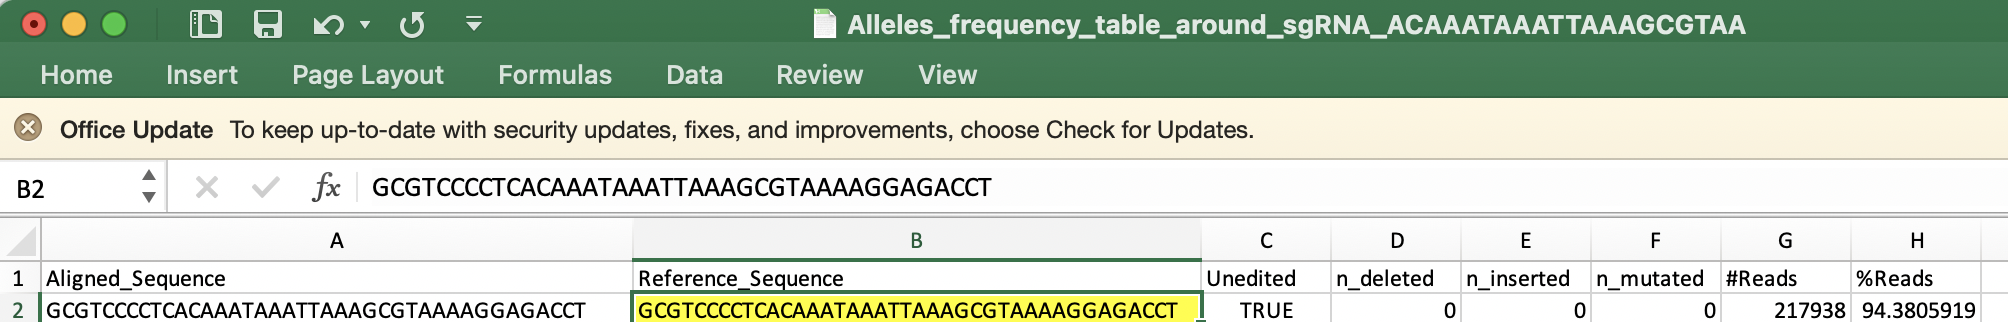 Alleles_frequency_table_around_sgRNA_ACAAATAAATTAAAGCGTAA
Home Insert Page Layout Formulas Data Review View
Office Update To keep up-to-date with security updates, fixes, and improvements, choose Check for Updates.
B2 fx GCGTCCCCTCACAAATAAATTAAAGCGTAAAAGGAGACCT
A B C D E F G H
1 Aligned_Sequence Reference_Sequence Unedited n_deleted n_inserted n_mutated #Reads %Reads
2 GCGTCCCCTCACAAATAAATTAAAGCGTAAAAGGAGACCT GCGTCCCCTCACAAATAAATTAAAGCGTAAAAGGAGACCT TRUE 0 0 0 217938 94.3805919